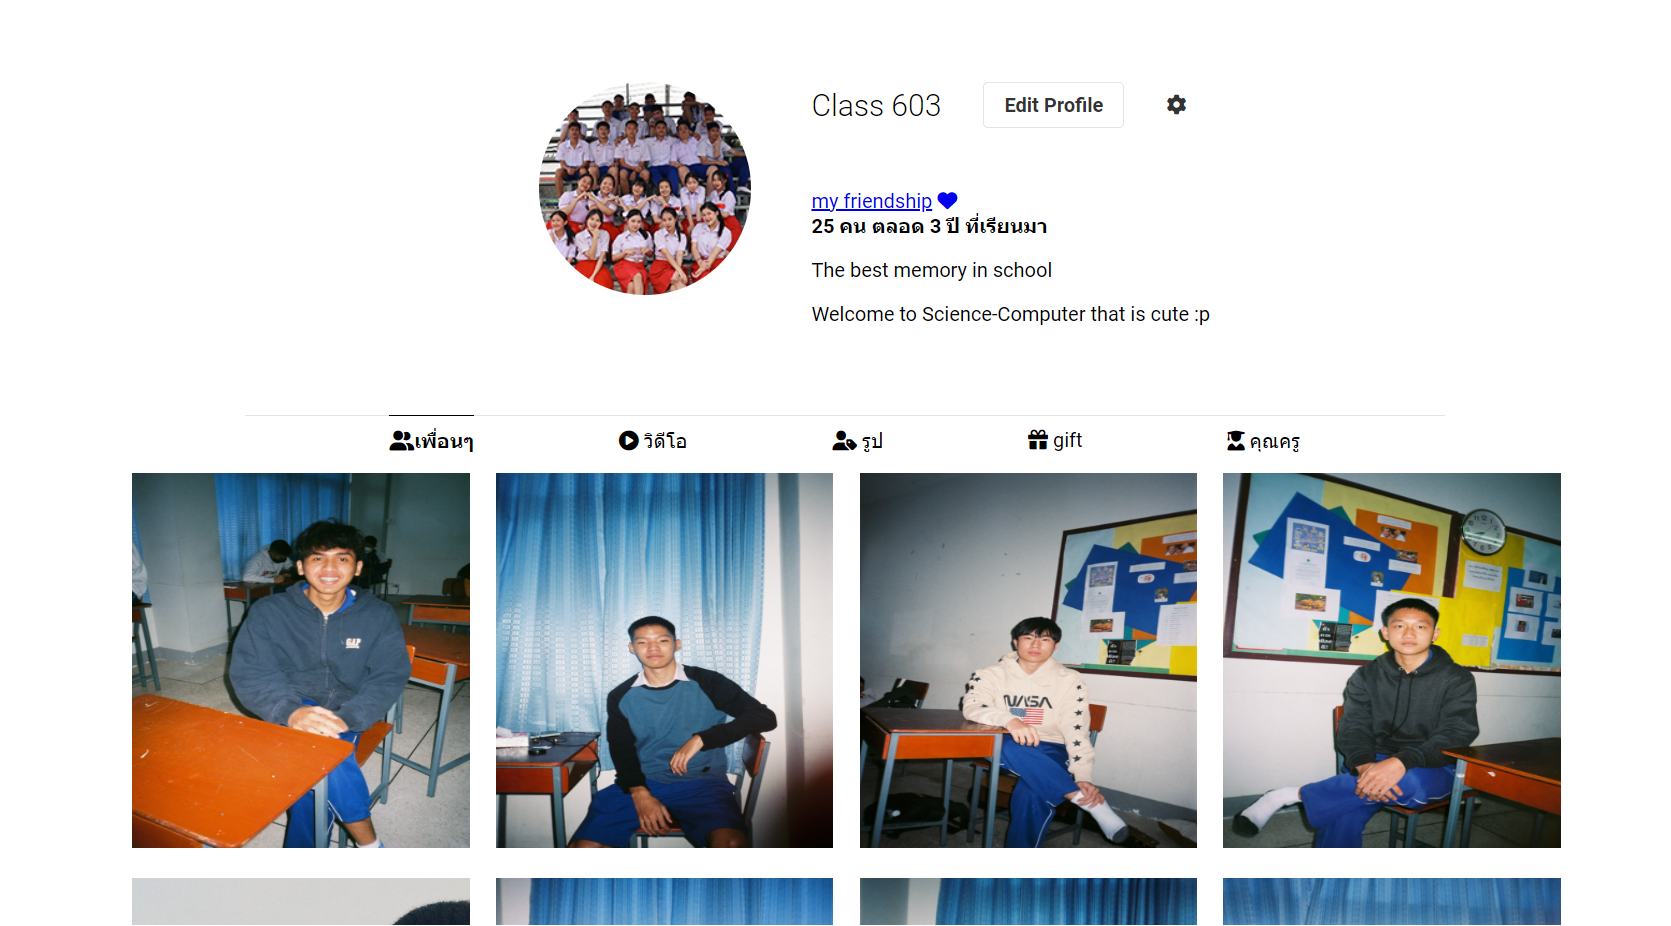 Class 603
Edit Profile
my friendship
25 คน ตลอด 3 ปี ที่เรียนมา
The best memory in school
Welcome to Science-Computer that is cute :p
เพื่อนๆ
วิดีโอ
รูป
gift
คุณครู
GAP
NASA